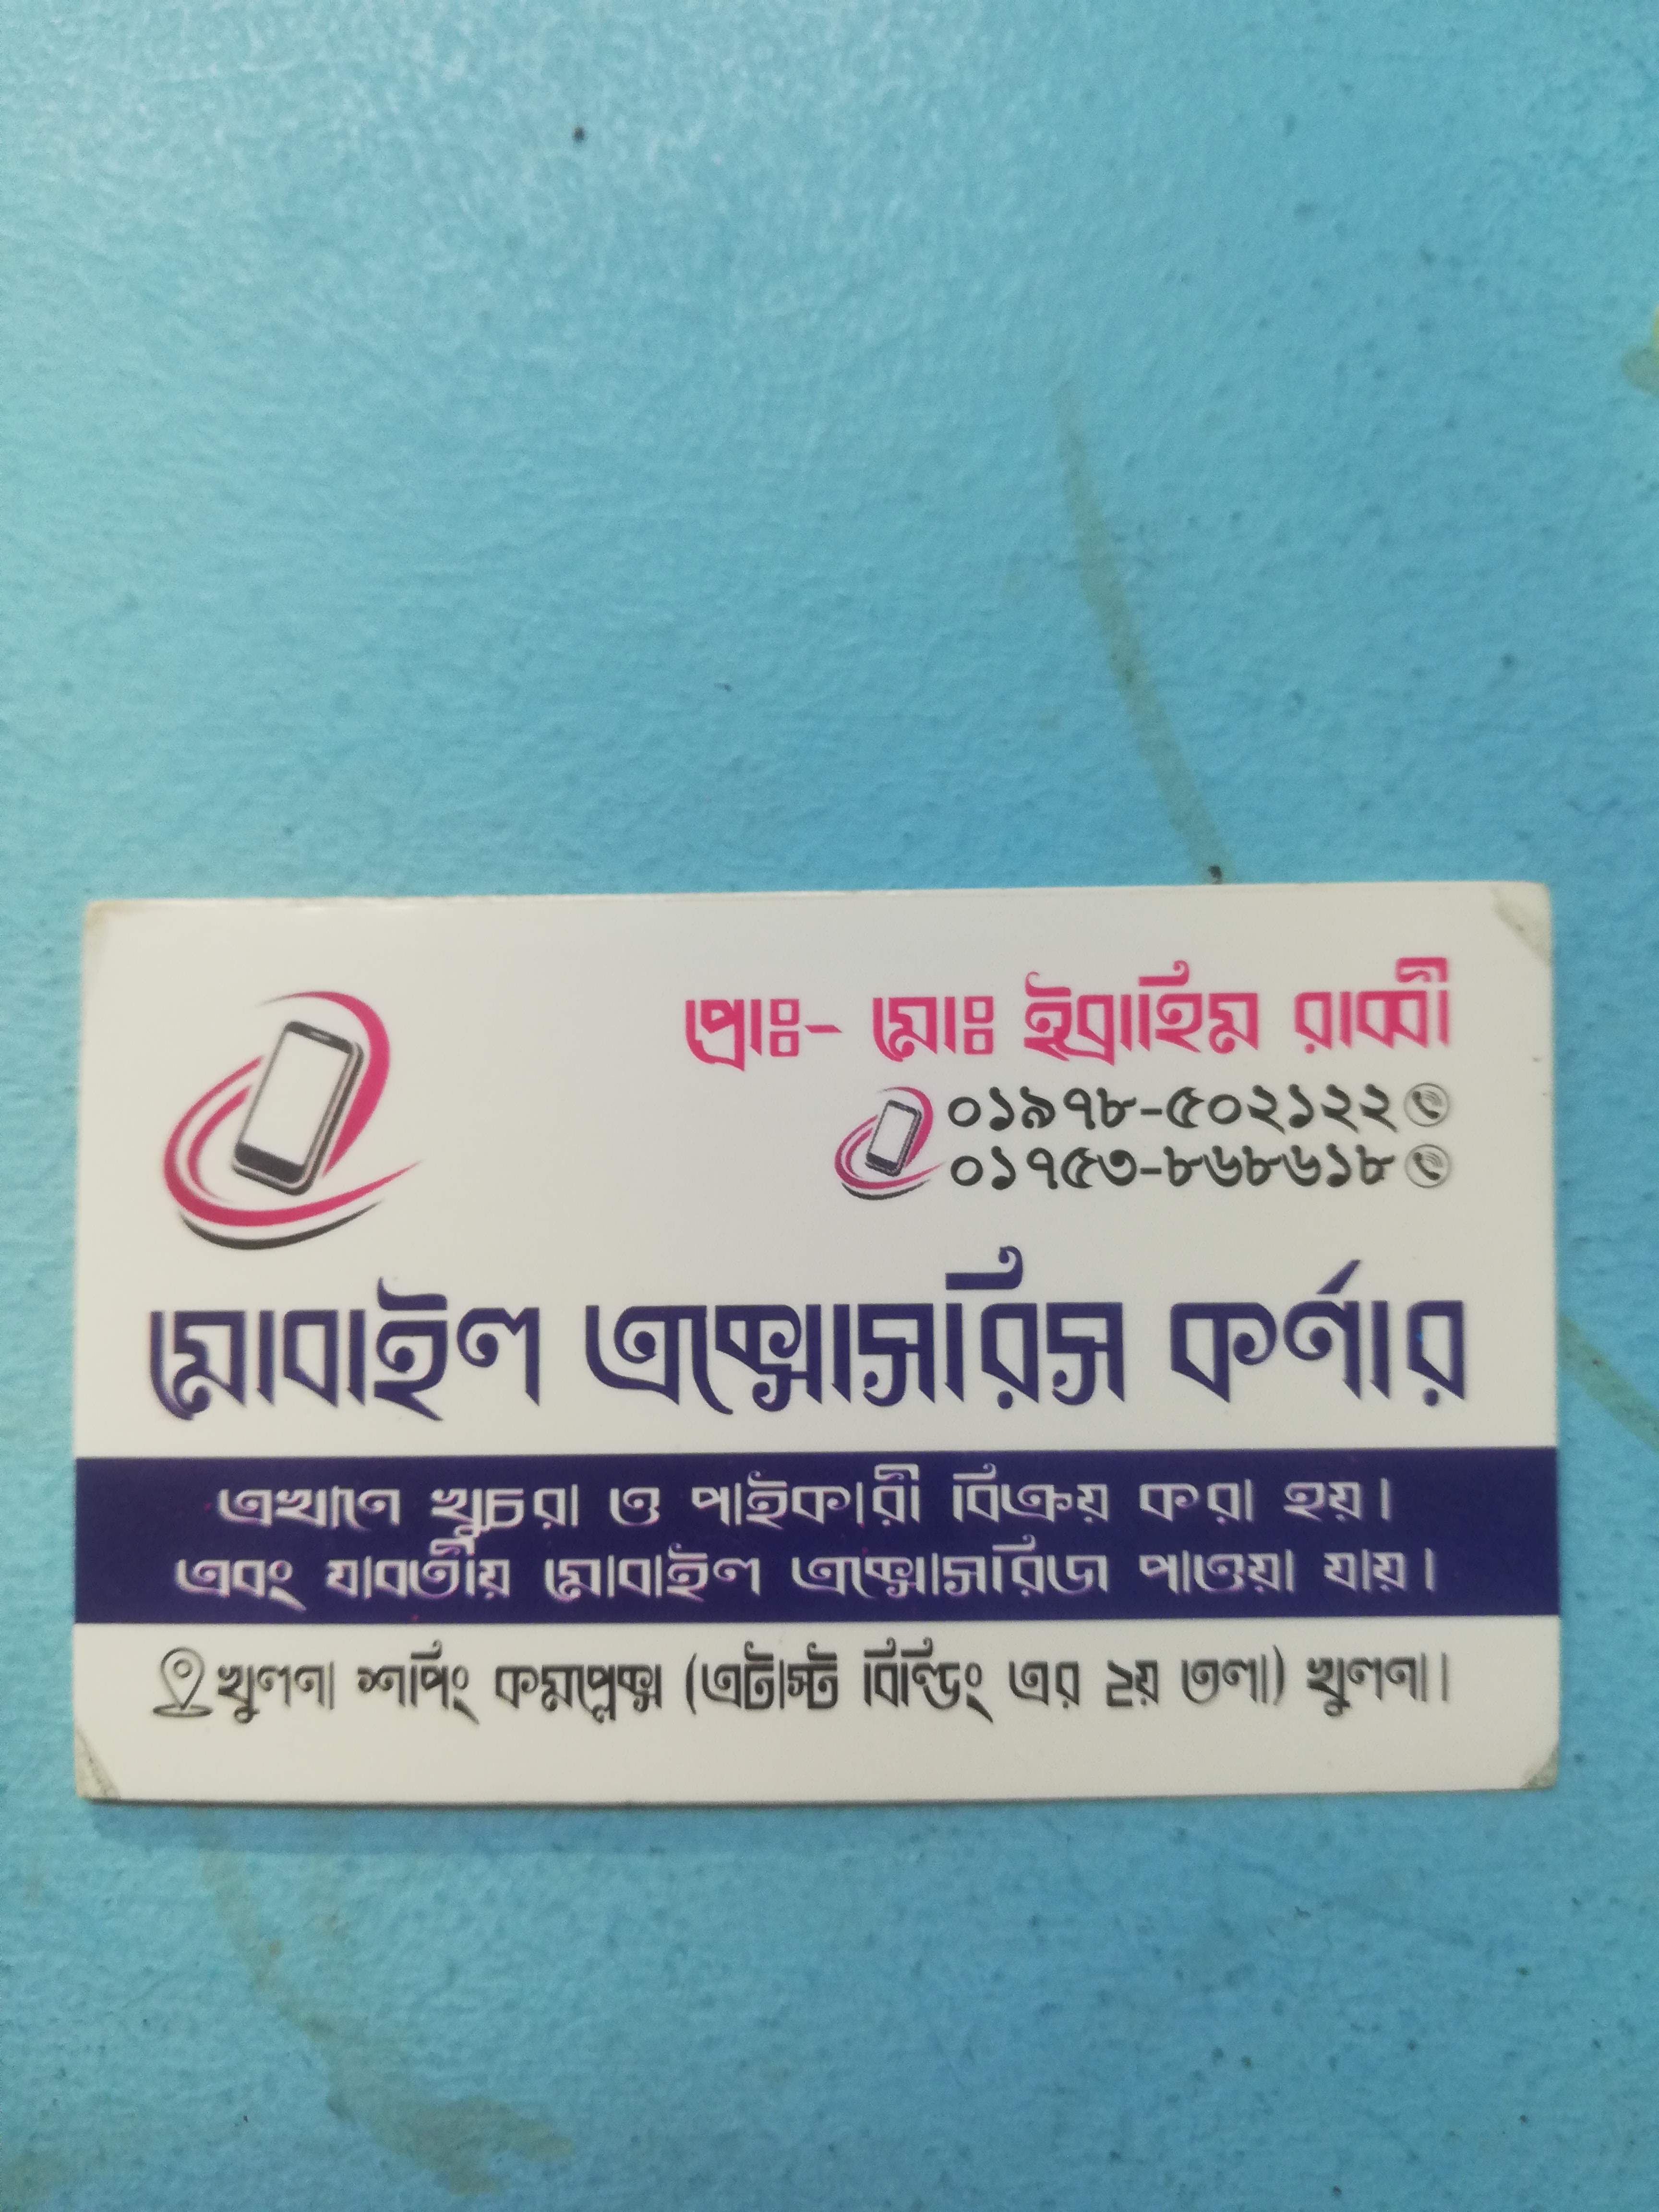 প্রোঃ- মোঃ ইব্রাহিম রাব্বী
০১৯৭৮-৫০২১২২
০১৭৫৩-৮৬৮৬১৮
মোবাইল এক্সোসরিস কর্ণার
এখানে খুচরা ও পাইকারী বিক্রয় করা হয়।
এবং যাবতীয় মোবাইল এক্সোসরিজ পাওয়া যায়।
খুলনা শপিং কমপ্লেক্স (এটাস্ট বিল্ডিং এর ২য় তলা) খুলনা।